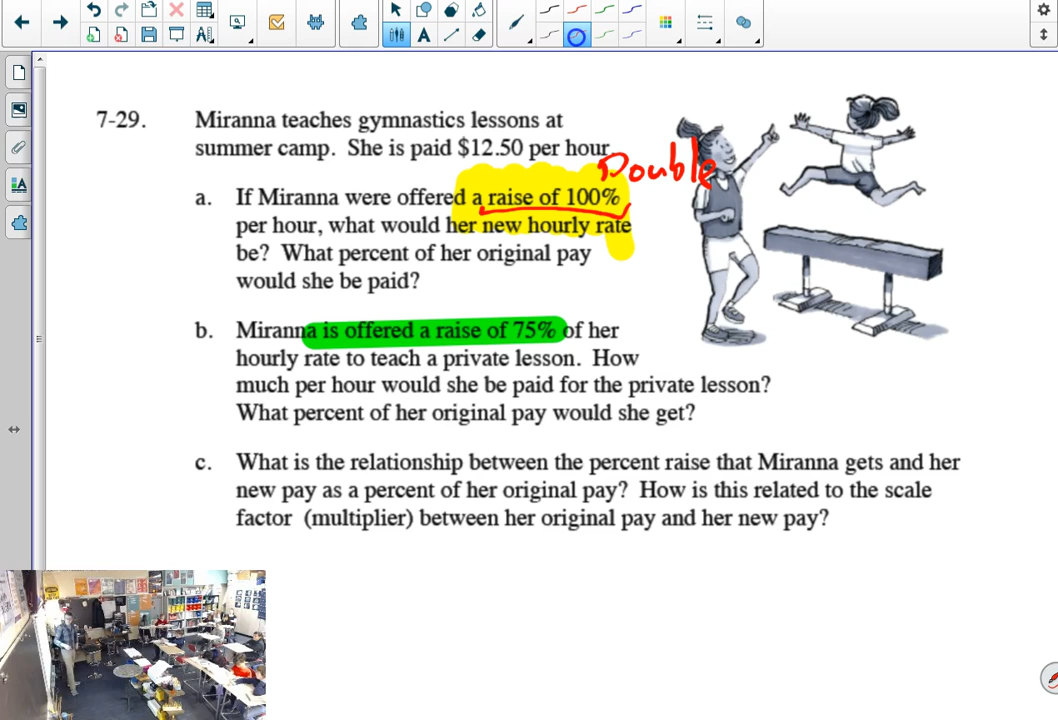 7-29. Miranna teaches gymnastics lessons at
summer camp. She is paid $12.50 per hour.
Double
a. If Miranna were offered a raise of 100%
per hour, what would her new hourly rate
be? What percent of her original pay
would she be paid?
b. Miranna is offered a raise of 75% of her
hourly rate to teach a private lesson. How
much per hour would she be paid for the private lesson?
What percent of her original pay would she get?
c. What is the relationship between the percent raise that Miranna gets and her
new pay as a percent of her original pay? How is this related to the scale
factor (multiplier) between her original pay and her new pay?